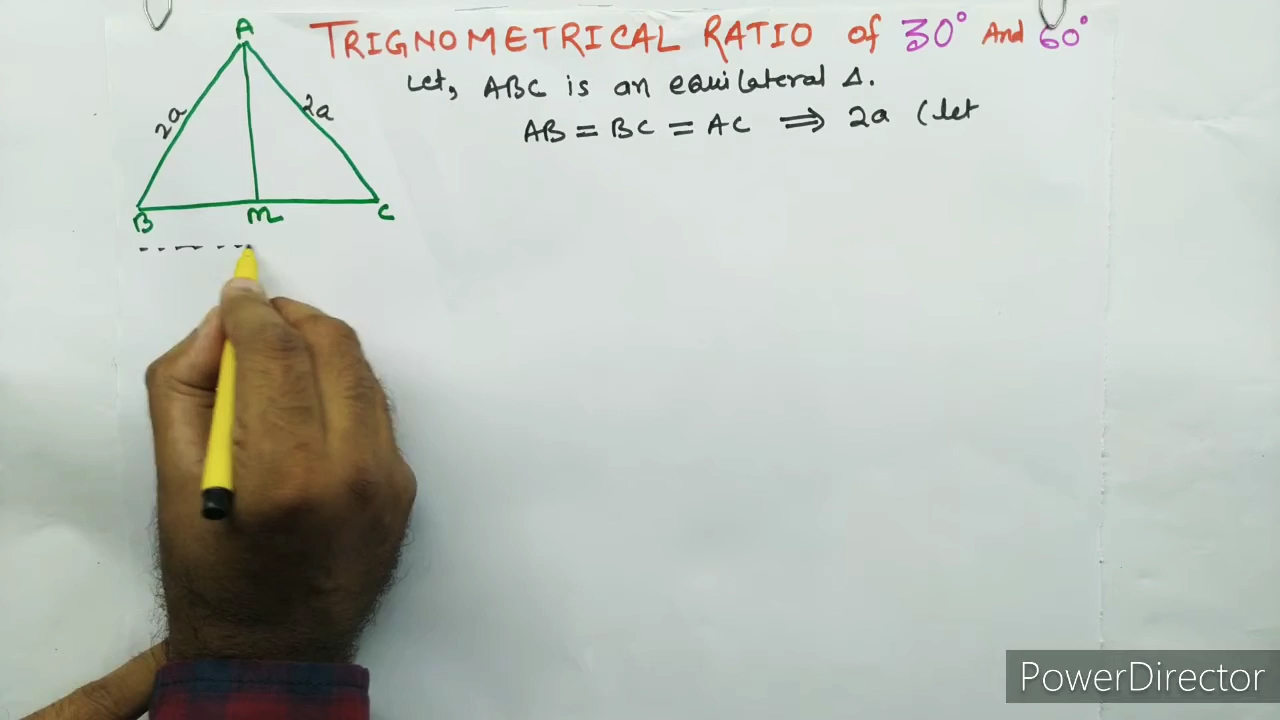 TRIGNOMETRICAL RATIO of 30° And 60°
Let, ABC is an equilateral Δ.
AB = BC = AC ⇒ 2a (let
A
2a 2a
B M C
PowerDirector